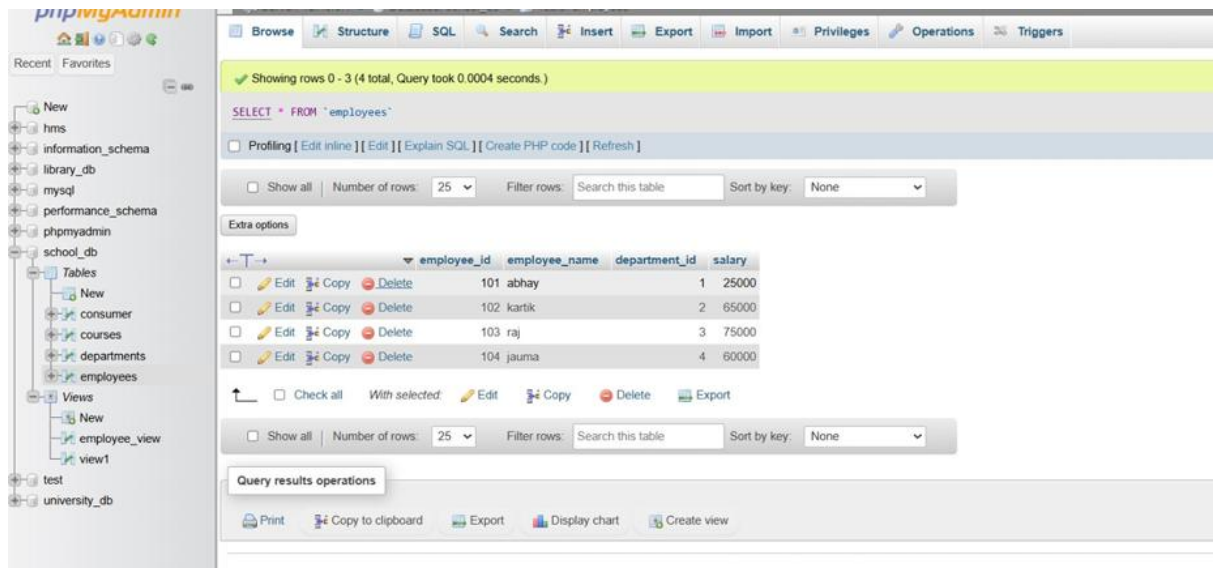 phpMyAdmin
Recent Favorites
New
hms
information_schema
library_db
mysql
performance_schema
phpmyadmin
school_db
Tables
New
consumer
courses
departments
employees
Views
New
employee_view
view1
test
university_db
Browse Structure SQL Search Insert Export Import Privileges Operations Triggers
Showing rows 0 - 3 (4 total, Query took 0.0004 seconds.)
SELECT * FROM `employees`
Profiling [ Edit inline ] [ Edit ] [ Explain SQL ] [ Create PHP code ] [ Refresh ]
Show all | Number of rows: 25 Filter rows: Search this table Sort by key: None
Extra options
employee_id employee_name department_id salary
Edit Copy Delete 101 abhay 1 25000
Edit Copy Delete 102 kartik 2 65000
Edit Copy Delete 103 raj 3 75000
Edit Copy Delete 104 jauma 4 60000
Check all With selected: Edit Copy Delete Export
Show all | Number of rows: 25 Filter rows: Search this table Sort by key: None
Query results operations
Print Copy to clipboard Export Display chart Create view